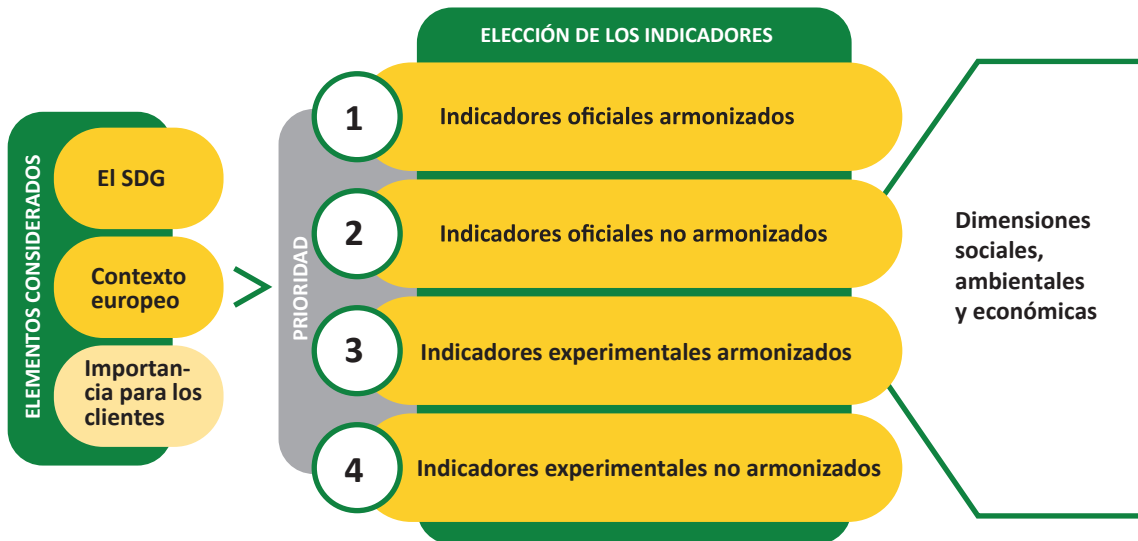 ELEMENTOS CONSIDERADOS
El SDG
Contexto
europeo
Importan-
cia para los
clientes
PRIORIDAD
ELECCIÓN DE LOS INDICADORES
1
Indicadores oficiales armonizados
2
Indicadores oficiales no armonizados
3
Indicadores experimentales armonizados
4
Indicadores experimentales no armonizados
Dimensiones
sociales,
ambientales
y económicas